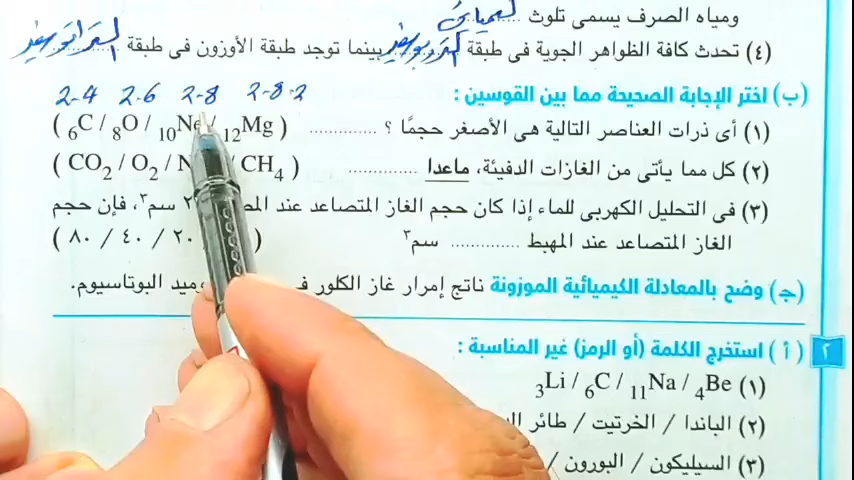 ومياه الصرف يسمى تلوث كيميائى
(٤) تحدث كافة الظواهر الجوية فى طبقة التروبوسفير بينما توجد طبقة الأوزون فى طبقة الستراتوسفير
(ب) اختر الإجابة الصحيحة مما بين القوسين :
2-4 2-6 2-8 2-8-2
(١) أى ذرات العناصر التالية هى الأصغر حجمًا ؟ ............ ( ₆C / ₈O / ₁₀Ne / ₁₂Mg )
(٢) كل مما يأتى من الغازات الدفيئة، ماعدا ............ ( CO₂ / O₂ / N / CH₄ )
(٣) فى التحليل الكهربى للماء إذا كان حجم الغاز المتصاعد عند سم٣، فإن حجم
الغاز المتصاعد عند المهبط ............ سم٣ ( ٨٠ / ٤٠ / ٢٠ )
(جـ) وضح بالمعادلة الكيميائية الموزونة ناتج إمرار غاز الكلور البوتاسيوم.
٢ ( أ ) استخرج الكلمة (أو الرمز) غير المناسبة :
(١) ₃Li / ₆C / ₁₁Na / ₄Be
(٢) الباندا / الخرتيت / طائر
(٣) السيليكون / البورون /